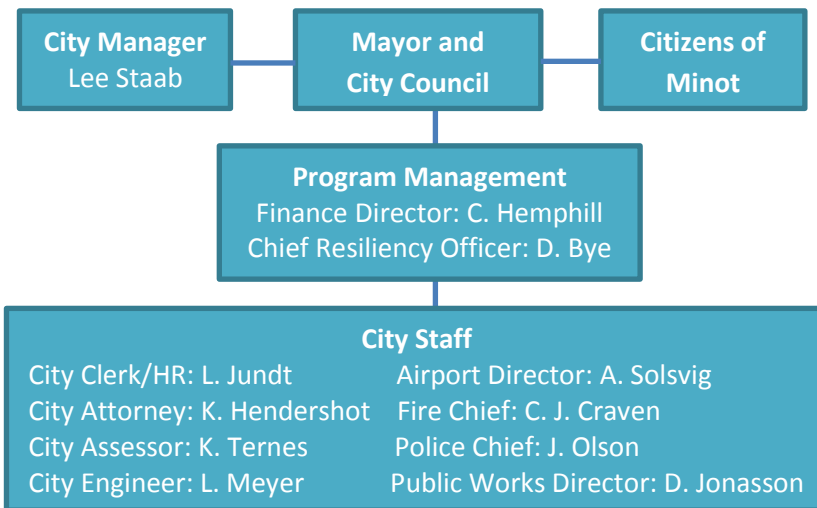 City Manager
Lee Staab
Mayor and
City Council
Citizens of
Minot
Program Management
Finance Director: C. Hemphill
Chief Resiliency Officer: D. Bye
City Staff
City Clerk/HR: L. Jundt Airport Director: A. Solsvig
City Attorney: K. Hendershot Fire Chief: C. J. Craven
City Assessor: K. Ternes Police Chief: J. Olson
City Engineer: L. Meyer Public Works Director: D. Jonasson